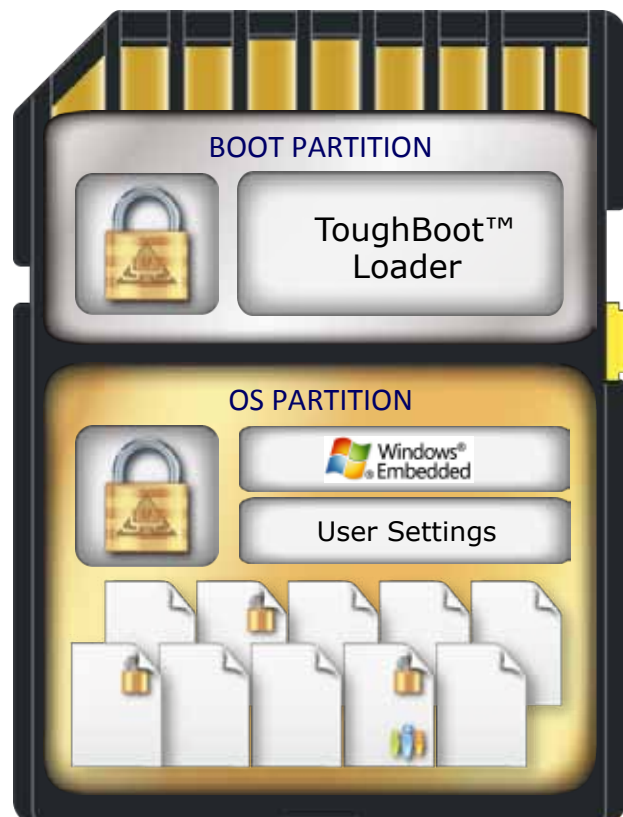 BOOT PARTITION
ToughBoot™
Loader
OS PARTITION
Windows®
® Embedded
User Settings